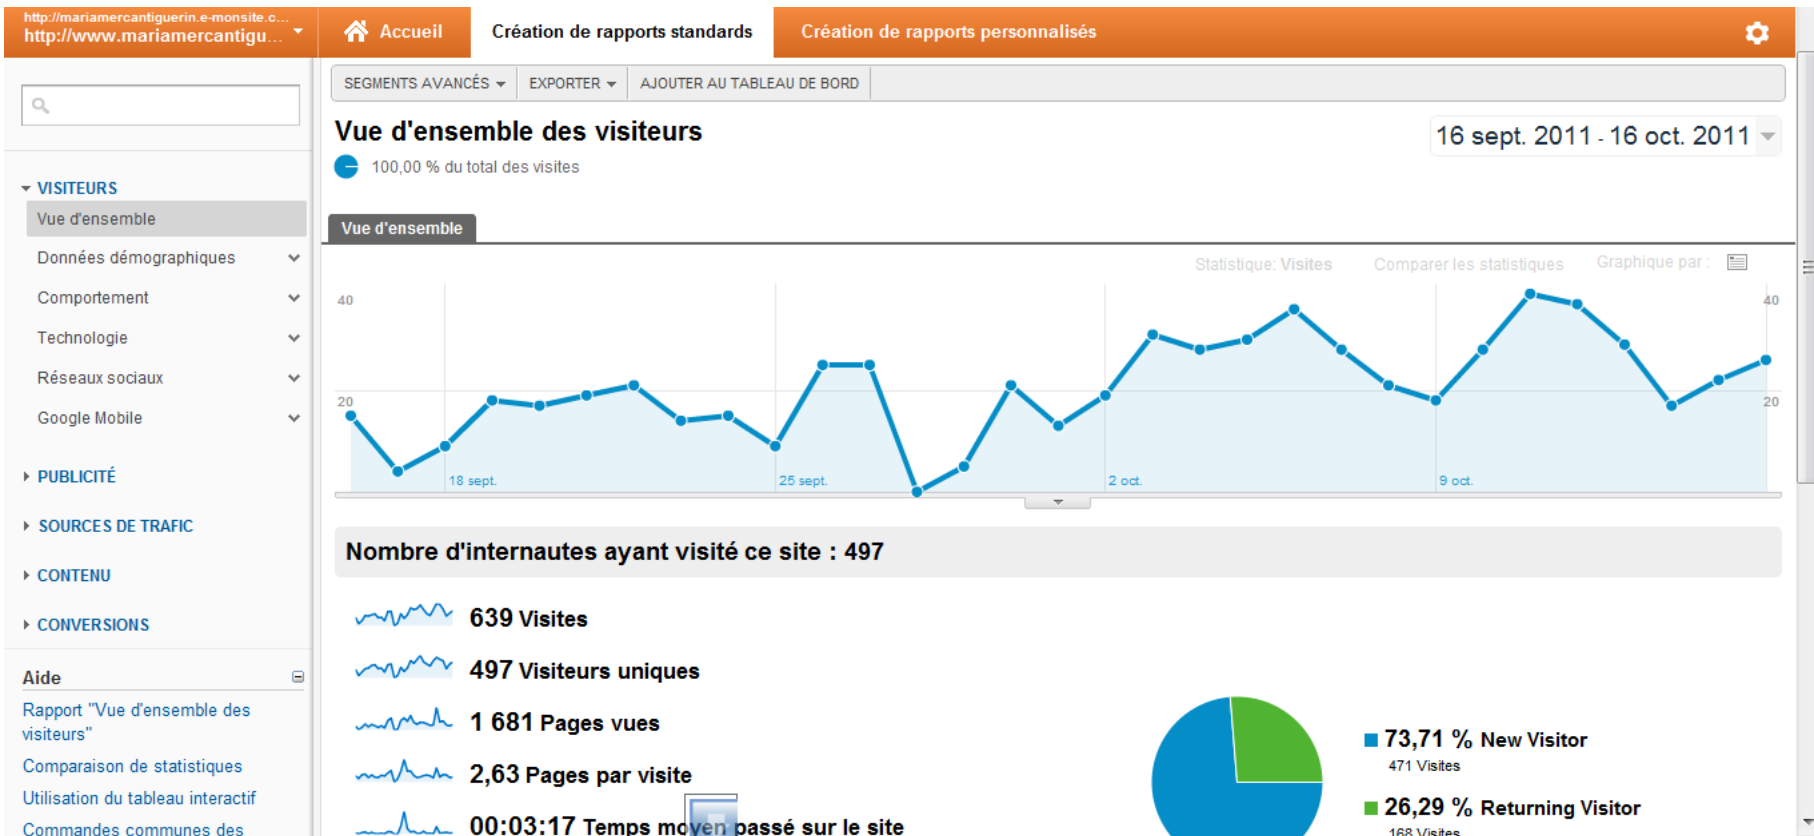 http://mariamercantiguerin.e-monsite.c...
http://www.mariamercantigu...
Accueil
Création de rapports standards
Création de rapports personnalisés
SEGMENTS AVANCÉS
EXPORTER
AJOUTER AU TABLEAU DE BORD
Vue d'ensemble des visiteurs
16 sept. 2011 - 16 oct. 2011
100,00 % du total des visites
VISITEURS
Vue d'ensemble
Données démographiques
Comportement
Technologie
Réseaux sociaux
Google Mobile
PUBLICITÉ
SOURCES DE TRAFIC
CONTENU
CONVERSIONS
Aide
Rapport "Vue d'ensemble des
visiteurs"
Comparaison de statistiques
Utilisation du tableau interactif
Commandes communes des
Vue d'ensemble
Statistique: Visites
Comparer les statistiques
Graphique par :
40
40
20
20
18 sept.
25 sept.
2 oct.
9 oct.
Nombre d'internautes ayant visité ce site : 497
639 Visites
497 Visiteurs uniques
1 681 Pages vues
2,63 Pages par visite
00:03:17 Temps moyen passé sur le site
73,71 % New Visitor
471 Visites
26,29 % Returning Visitor
168 Visites